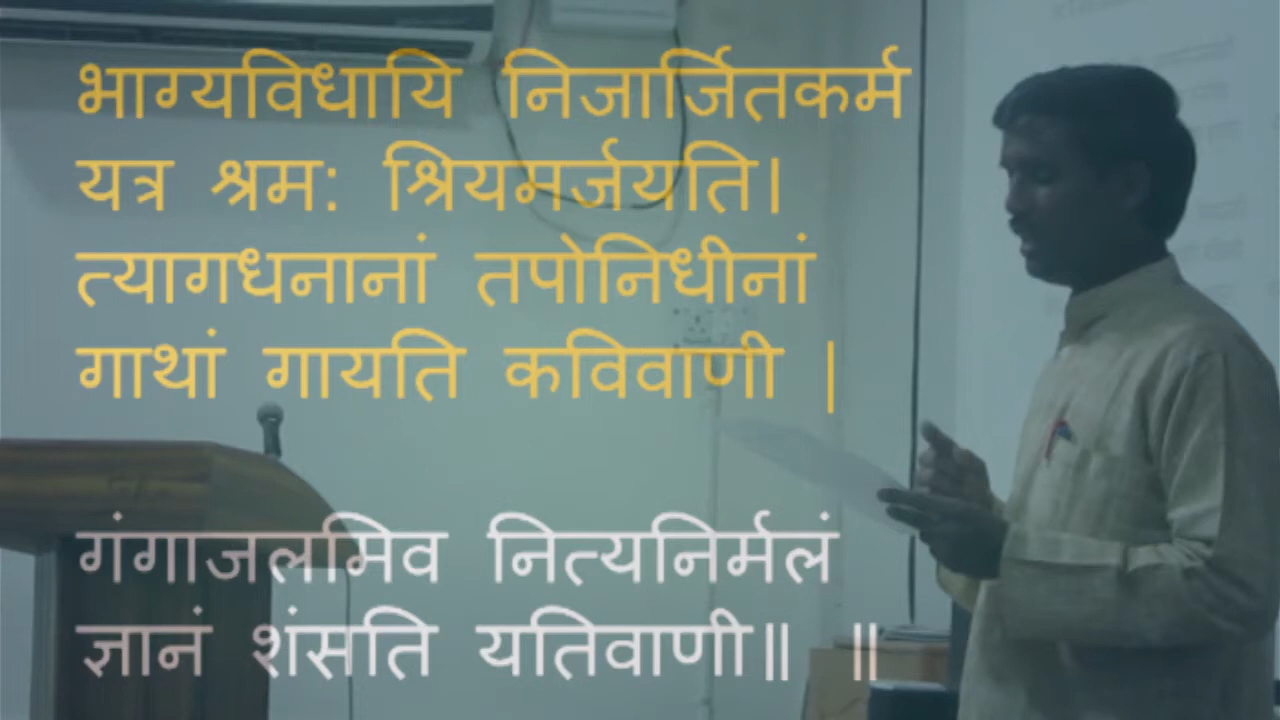 भाग्यविधायि निजार्जितकर्म
यत्र श्रम: श्रियमर्जयति।
त्यागधनानां तपोनिधीनां
गाथां गायति कविवाणी |
गंगाजलमिव नित्यनिर्मलं
ज्ञानं शंसति यतिवाणी॥ ॥